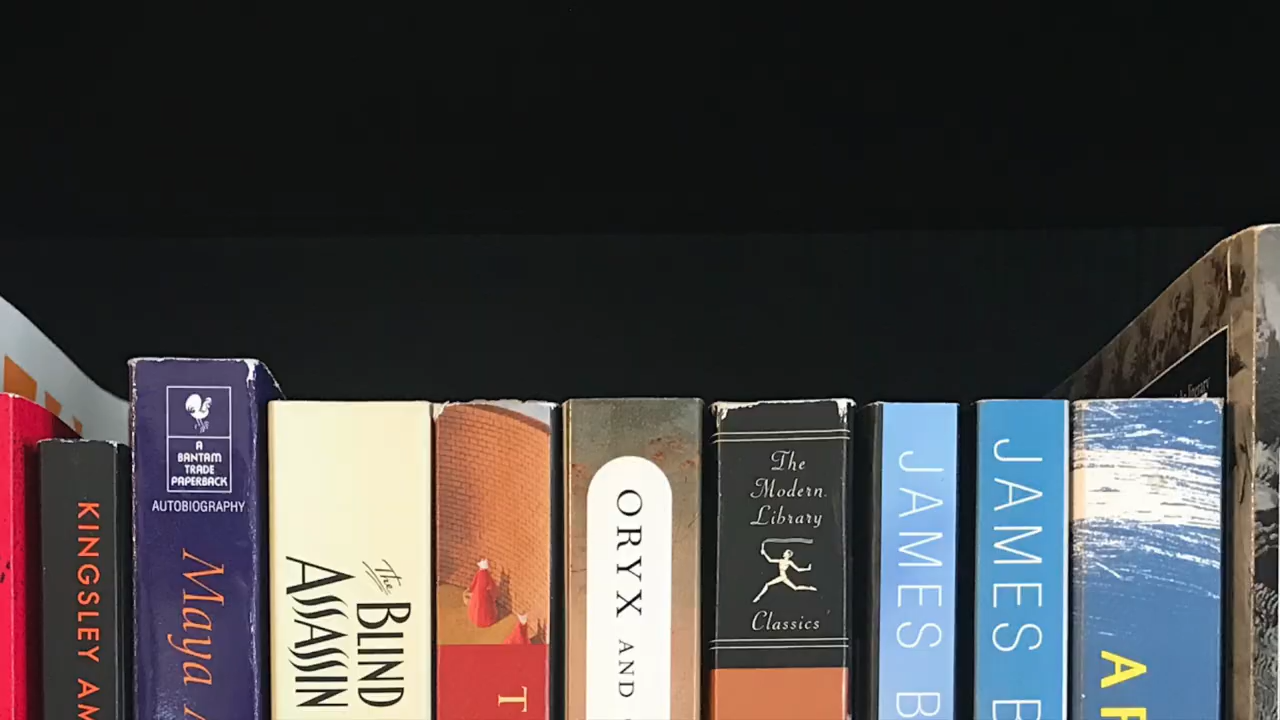 KINGSLEY AM
A
BANTAM
TRADE
PAPERBACK
AUTOBIOGRAPHY
Maya
The
BLIND
ASSASSIN
T
ORYX AND
The
Modern
Library
Classics
JAMES B
JAMES B
A F